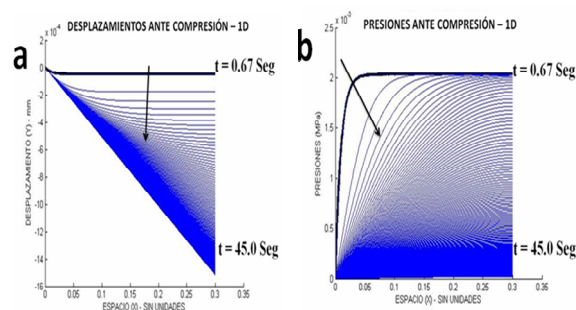 a
DESPLAZAMIENTOS ANTE COMPRESIÓN – 1D
x 10⁻⁴
2
0
-2
-4
-6
-8
-10
-12
-14
-16
DESPLAZAMIENTO (Y) - mm
t = 0.67 Seg
t = 45.0 Seg
0
0.05
0.1
0.15
0.2
0.25
0.3
0.35
ESPACIO (X) - SIN UNIDADES
b
PRESIONES ANTE COMPRESIÓN – 1D
2.5
2
1.5
1
0.5
0
PRESIONES (MPa)
t = 0.67 Seg
t = 45.0 Seg
0
0.05
0.1
0.15
0.2
0.25
0.3
0.35
ESPACIO (X) - SIN UNIDADES